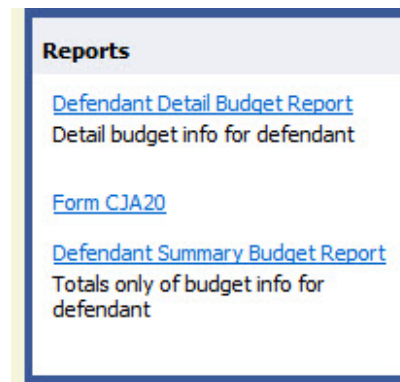 Reports
Defendant Detail Budget Report
Detail budget info for defendant
Form CJA20
Defendant Summary Budget Report
Totals only of budget info for
defendant